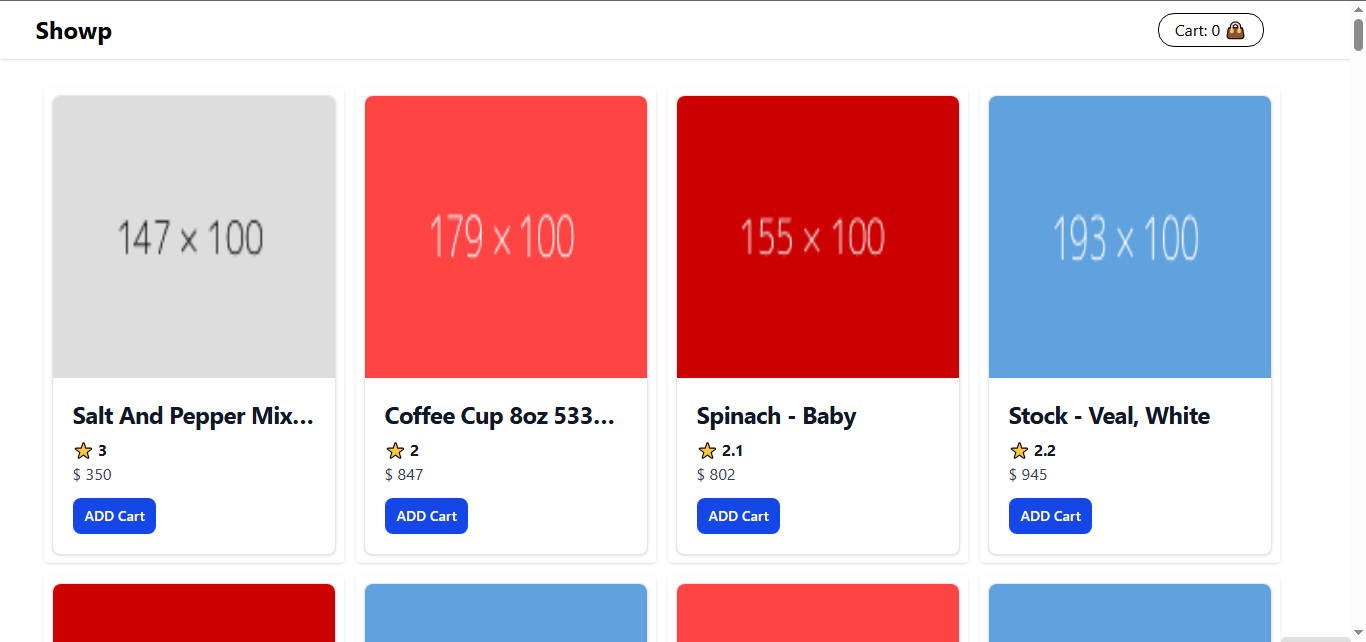 Showp
Cart: 0
147 x 100
179 x 100
155 x 100
193 x 100
Salt And Pepper Mix...
Coffee Cup 8oz 533...
Spinach - Baby
Stock - Veal, White
3
2
2.1
2.2
$ 350
$ 847
$ 802
$ 945
ADD Cart
ADD Cart
ADD Cart
ADD Cart